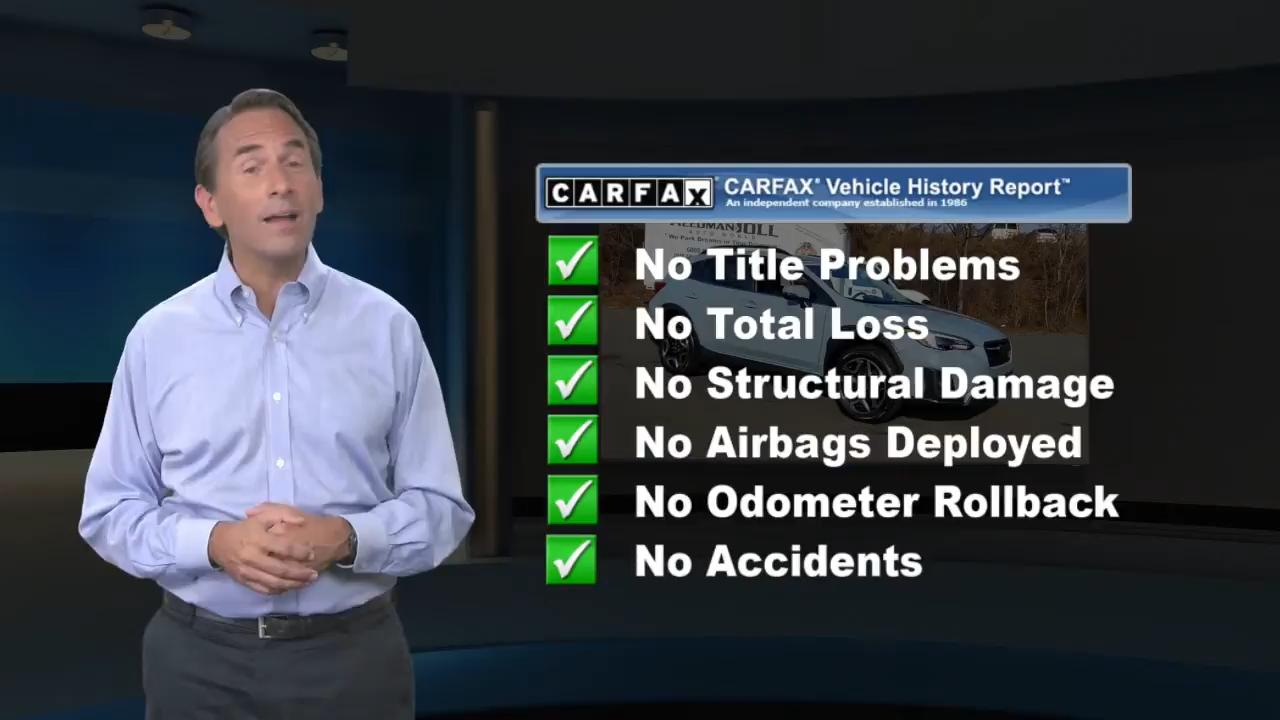 CARFAX
CARFAX® Vehicle History Report™
An independent company established in 1986
No Title Problems
No Total Loss
No Structural Damage
No Airbags Deployed
No Odometer Rollback
No Accidents